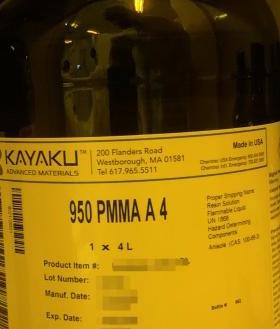 KAYAKU™
ADVANCED MATERIALS
200 Flanders Road
Westborough, MA 01581
Tel 617.965.5511
Made in USA
950 PMMA A 4
1 x 4L
Product Item #:
Lot Number:
Manuf. Date:
Exp. Date:
Proper Shipping Name
Resin Solution
Flammable Liquid
UN 1866
Hazard Determining
Components:
Anisole (CAS: